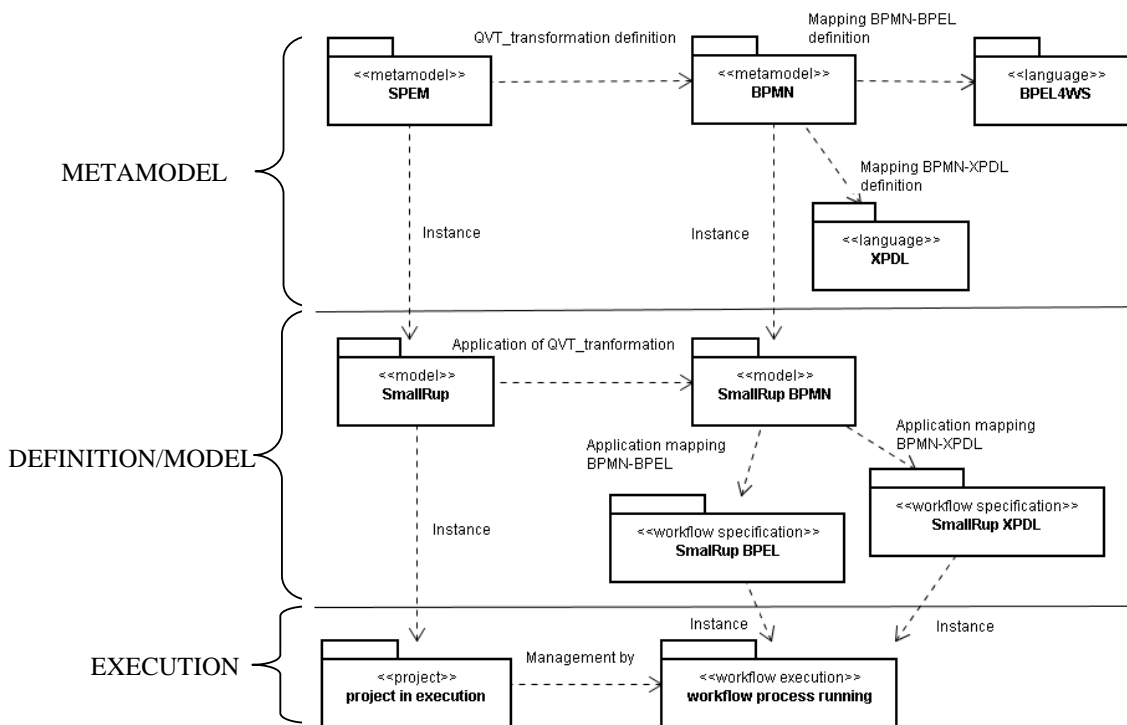 QVT_transformation definition
Mapping BPMN-BPEL
definition
<<metamodel>>
SPEM
<<metamodel>>
BPMN
<<language>>
BPEL4WS
METAMODEL
Mapping BPMN-XPDL
definition
Instance
Instance
<<language>>
XPDL
Application of QVT_tranformation
<<model>>
SmallRup
<<model>>
SmallRup BPMN
DEFINITION/MODEL
Application mapping
BPMN-BPEL
Application mapping
BPMN-XPDL
Instance
<<workflow specification>>
SmalRup BPEL
<<workflow specification>>
SmallRup XPDL
Instance
Instance
EXECUTION
Management by
<<project>>
project in execution
<<workflow execution>>
workflow process running